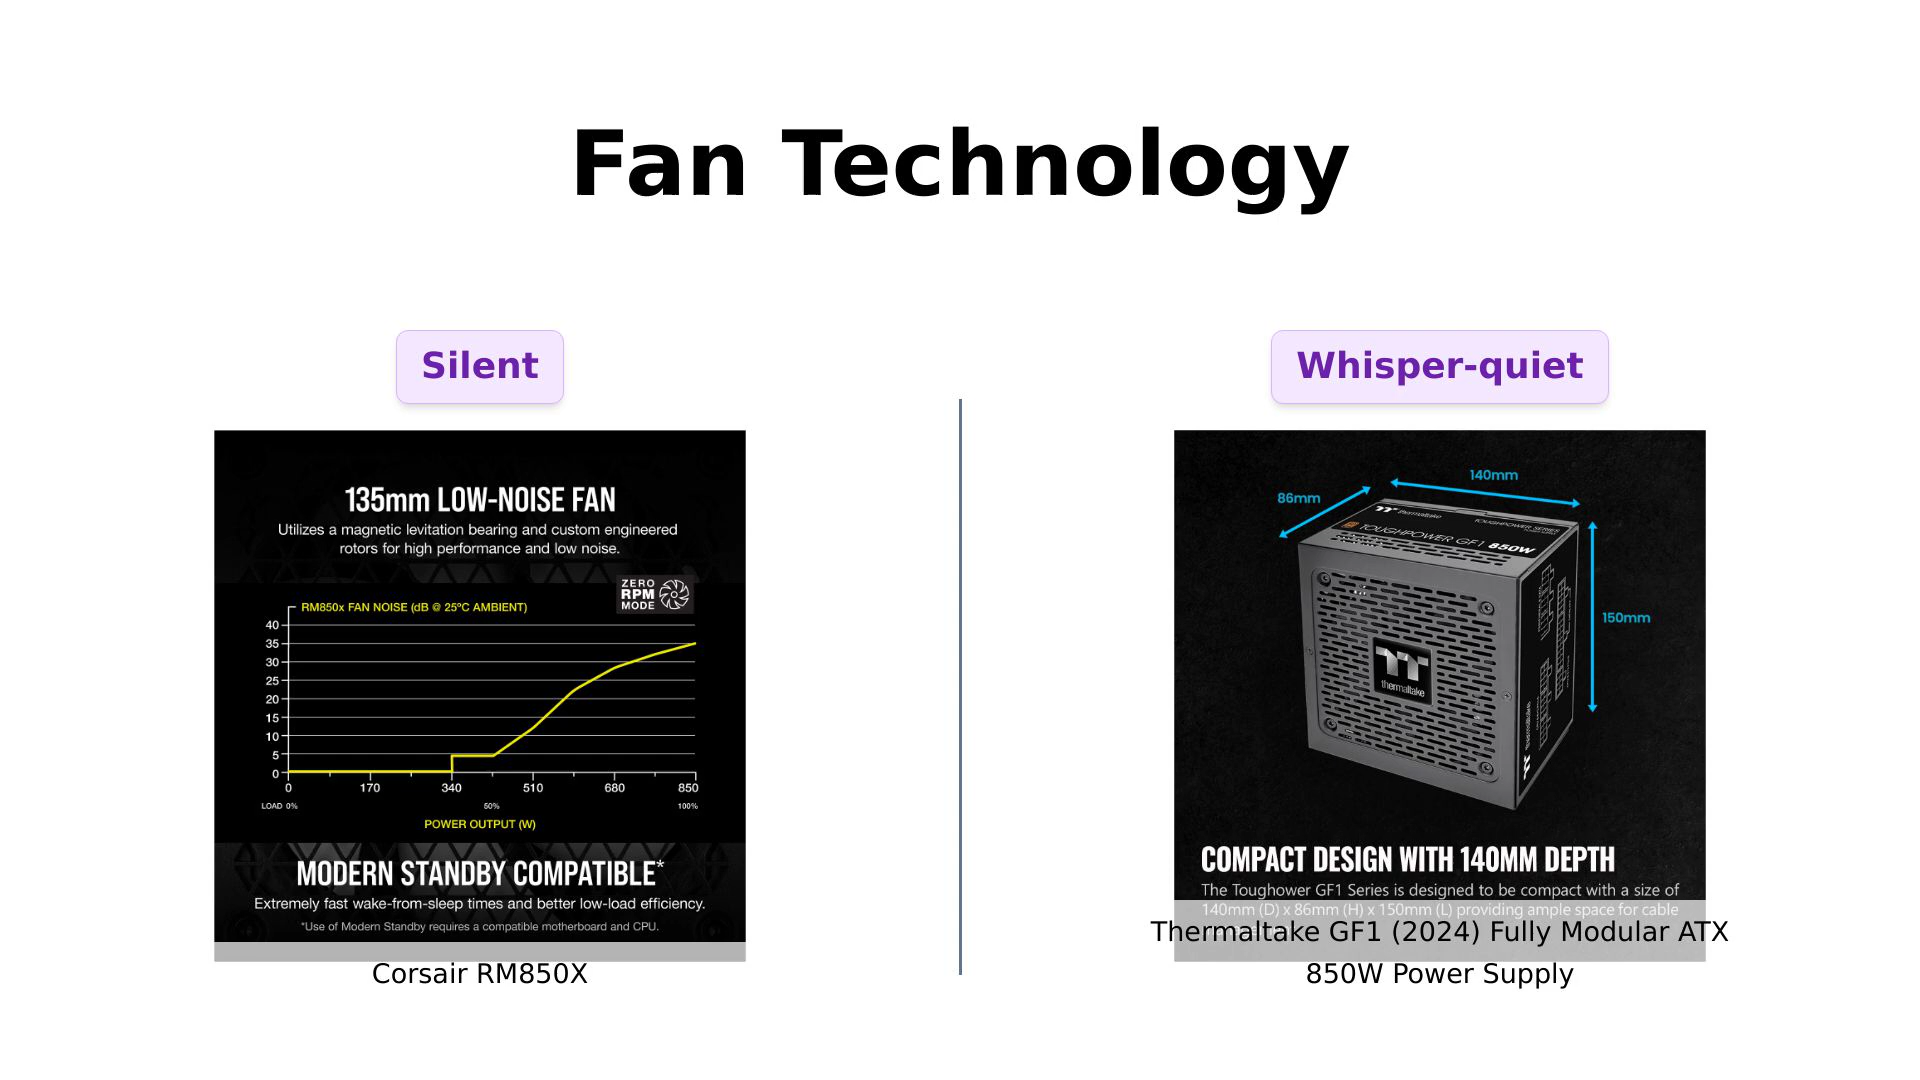 Fan Technology
Silent
135mm LOW-NOISE FAN
Utilizes a magnetic levitation bearing and custom engineered
rotors for high performance and low noise.
ZERO
RPM
MODE
RM850x FAN NOISE (dB @ 25°C AMBIENT)
40
35
30
25
20
15
10
5
0
0 170 340 510 680 850
LOAD 0% 50% 100%
POWER OUTPUT (W)
MODERN STANDBY COMPATIBLE*
Extremely fast wake-from-sleep times and better low-load efficiency.
*Use of Modern Standby requires a compatible motherboard and CPU.
Corsair RM850X
Whisper-quiet
140mm
86mm
150mm
thermaltake
TOUGHPOWER SERIES
TOUGHPOWER GF1 850W
thermaltake
thermaltake
COMPACT DESIGN WITH 140MM DEPTH
The Toughower GF1 Series is designed to be compact with a size of
140mm (D) x 86mm (H) x 150mm (L) providing ample space for cable
Thermaltake GF1 (2024) Fully Modular ATX
850W Power Supply